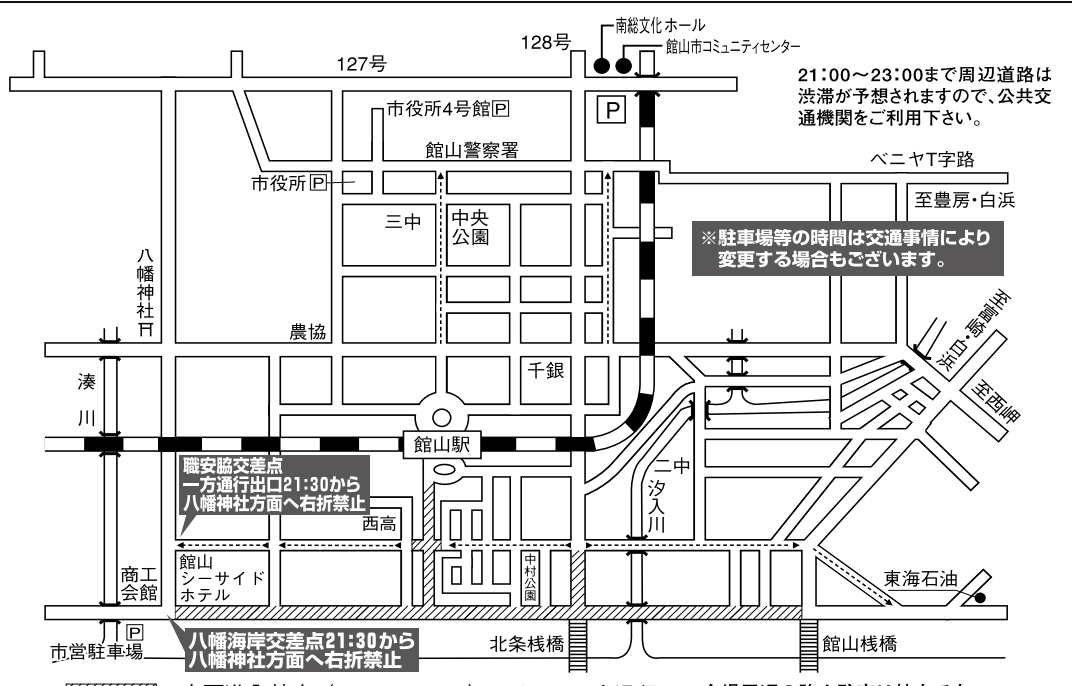 南総文化ホール
128号
館山市コミュニティセンター
127号
21:00〜23:00まで周辺道路は
渋滞が予想されますので、公共交
通機関をご利用下さい。
市役所4号館P
P
館山警察署
ベニヤT字路
市役所P
至豊房・白浜
三中
中央
公園
※駐車場等の時間は交通事情により
変更する場合もございます。
八幡神社
至富崎・白浜
農協
千銀
湊川
至西岬
館山駅
職安脇交差点
一方通行出口21:30から
八幡神社方面へ右折禁止
二中
汐入川
西高
館山
シーサイド
ホテル
中村公園
商工
会館
東海石油
P
市営駐車場
八幡海岸交差点21:30から
八幡神社方面へ右折禁止
北条桟橋
館山桟橋